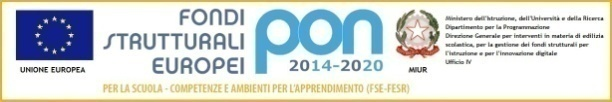 FONDI
STRUTTURALI
EUROPEI
pon
2014-2020
UNIONE EUROPEA
MIUR
Ministero dell'Istruzione, dell'Università e della Ricerca
Dipartimento per la Programmazione
Direzione Generale per interventi in materia di edilizia
scolastica, per la gestione dei fondi strutturali per
l'istruzione e per l'innovazione digitale
Ufficio IV
PER LA SCUOLA - COMPETENZE E AMBIENTI PER L'APPRENDIMENTO (FSE-FESR)